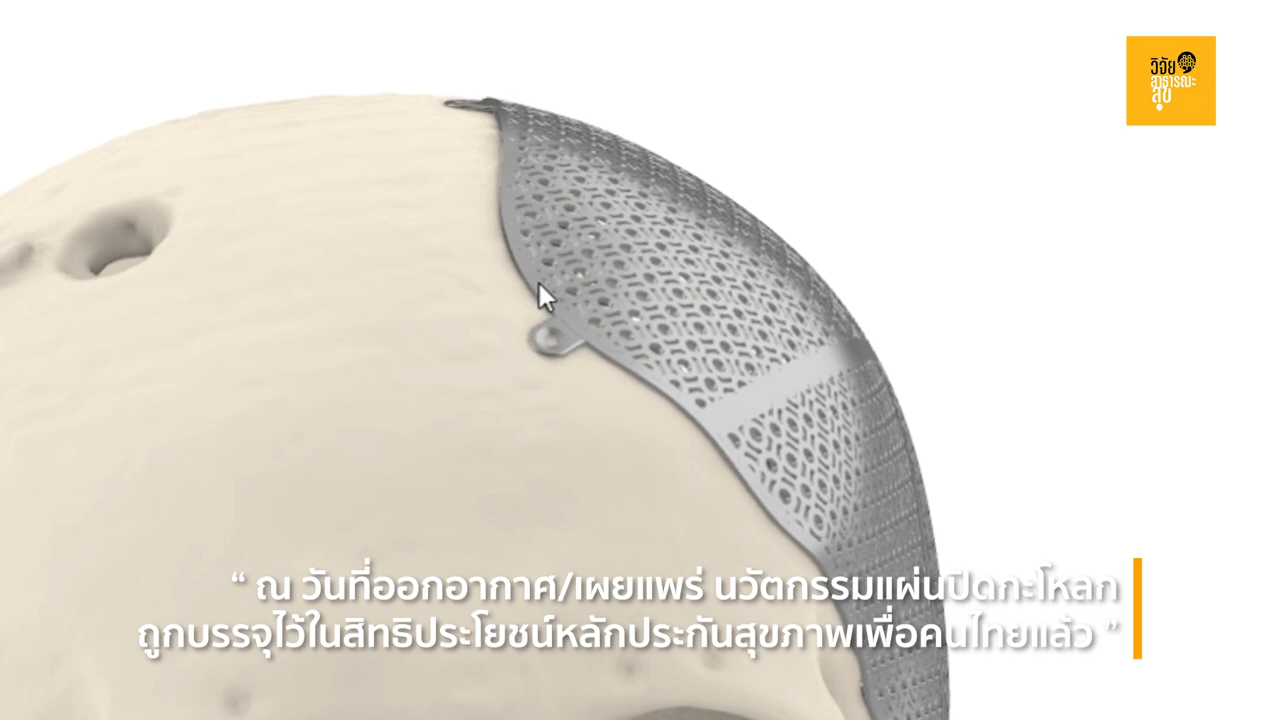 วิจัย
สาธารณะ
สุข
“ ณ วันที่ออกอากาศ/เผยแพร่ นวัตกรรมแผ่นปิดกะโหลก
ถูกบรรจุไว้ในสิทธิประโยชน์หลักประกันสุขภาพเพื่อคนไทยแล้ว ”